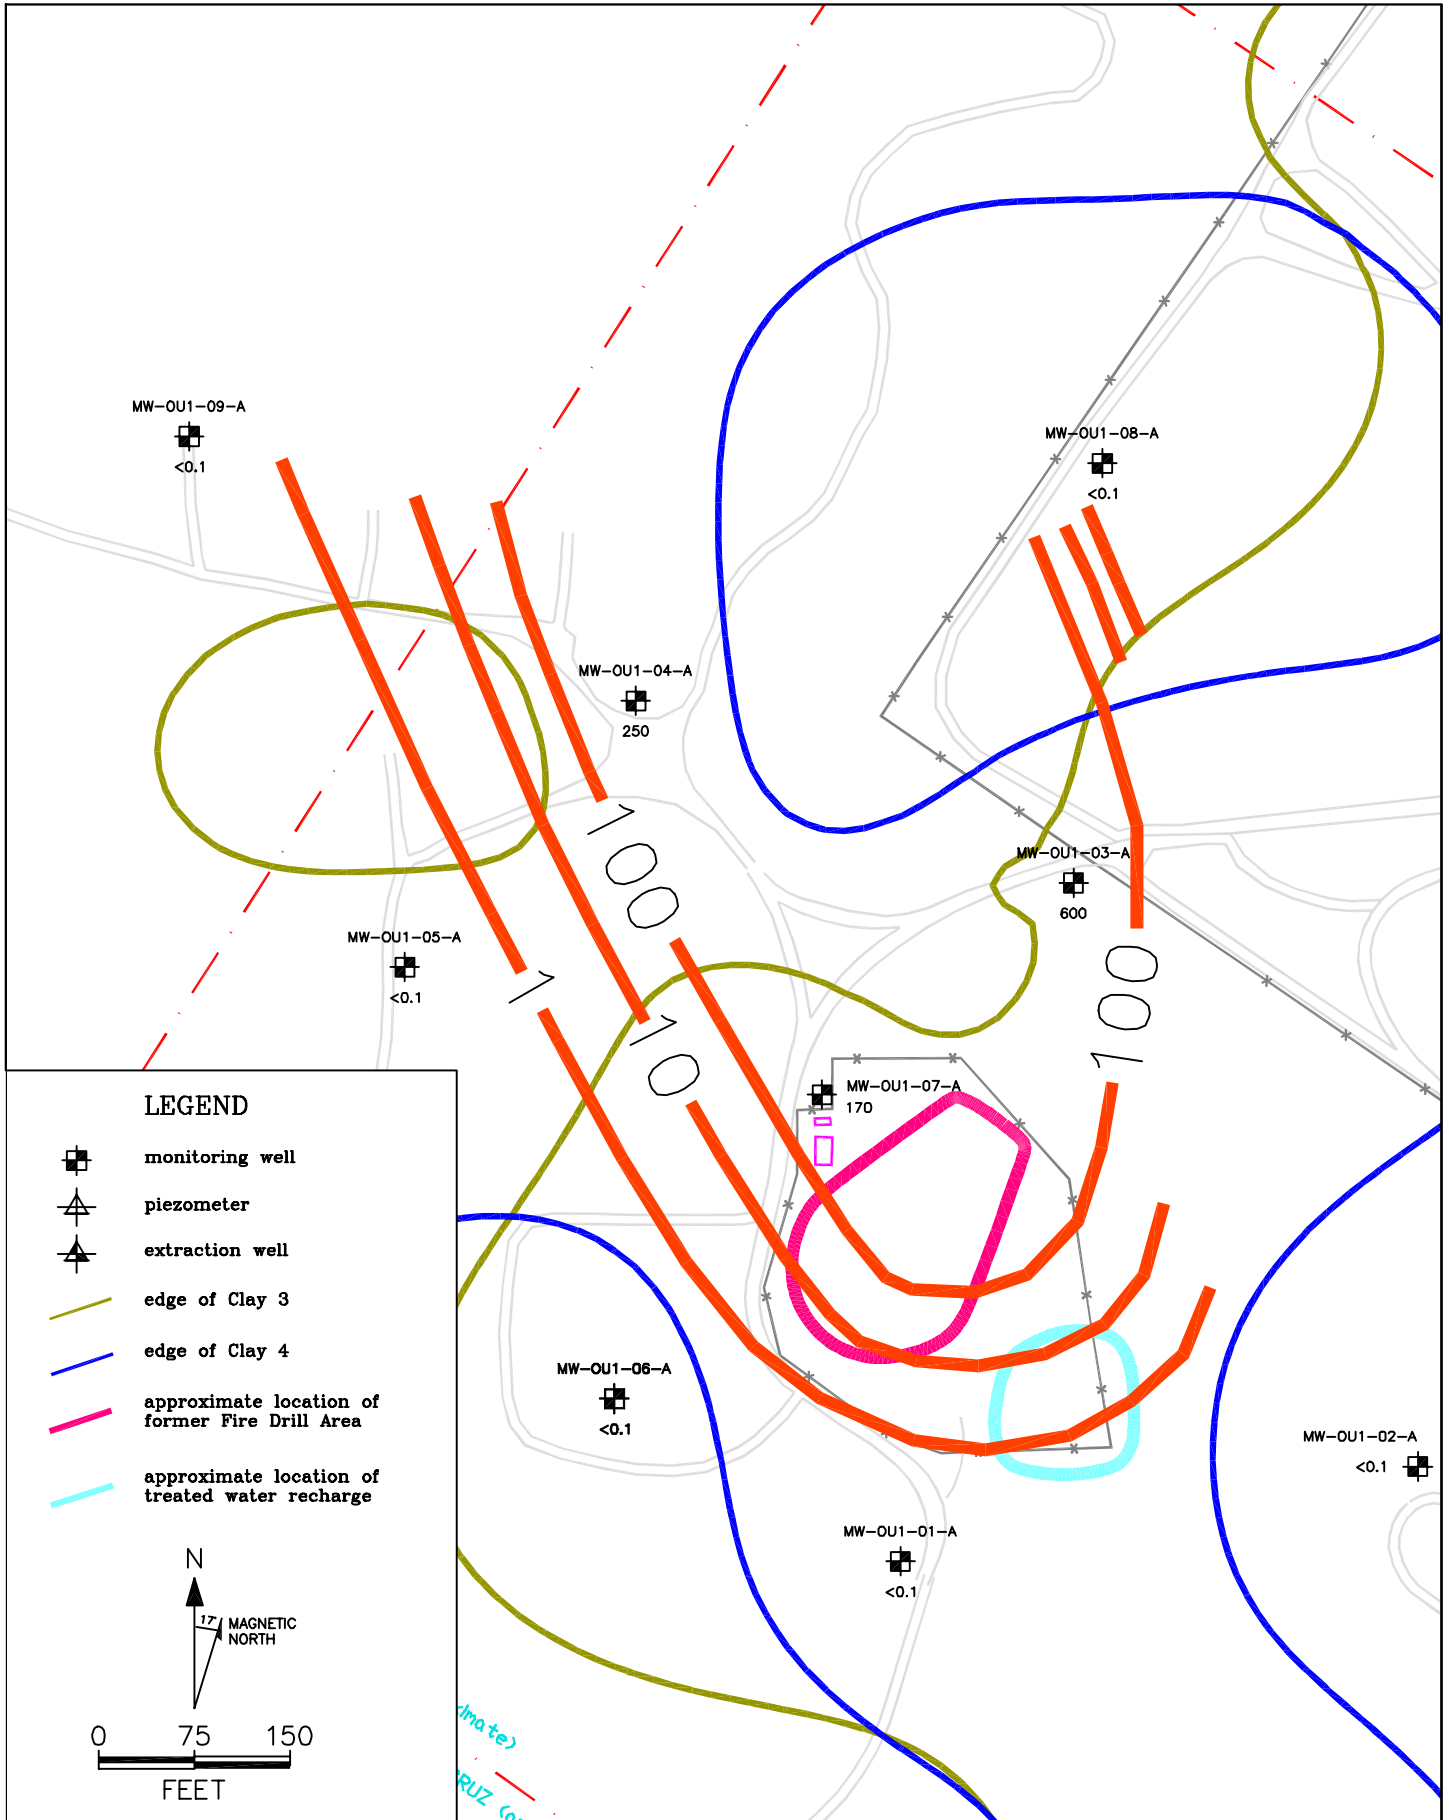 MW-OU1-09-A
<0.1
MW-OU1-08-A
<0.1
MW-OU1-04-A
250
100
MW-OU1-03-A
600
MW-OU1-05-A
<0.1
1
100
10
MW-OU1-07-A
170
LEGEND
monitoring well
piezometer
extraction well
edge of Clay 3
edge of Clay 4
approximate location of
former Fire Drill Area
approximate location of
treated water recharge
N
17°
MAGNETIC
NORTH
0 75 150
FEET
MW-OU1-06-A
<0.1
MW-OU1-02-A
<0.1
MW-OU1-01-A
<0.1
imate)
RUZ